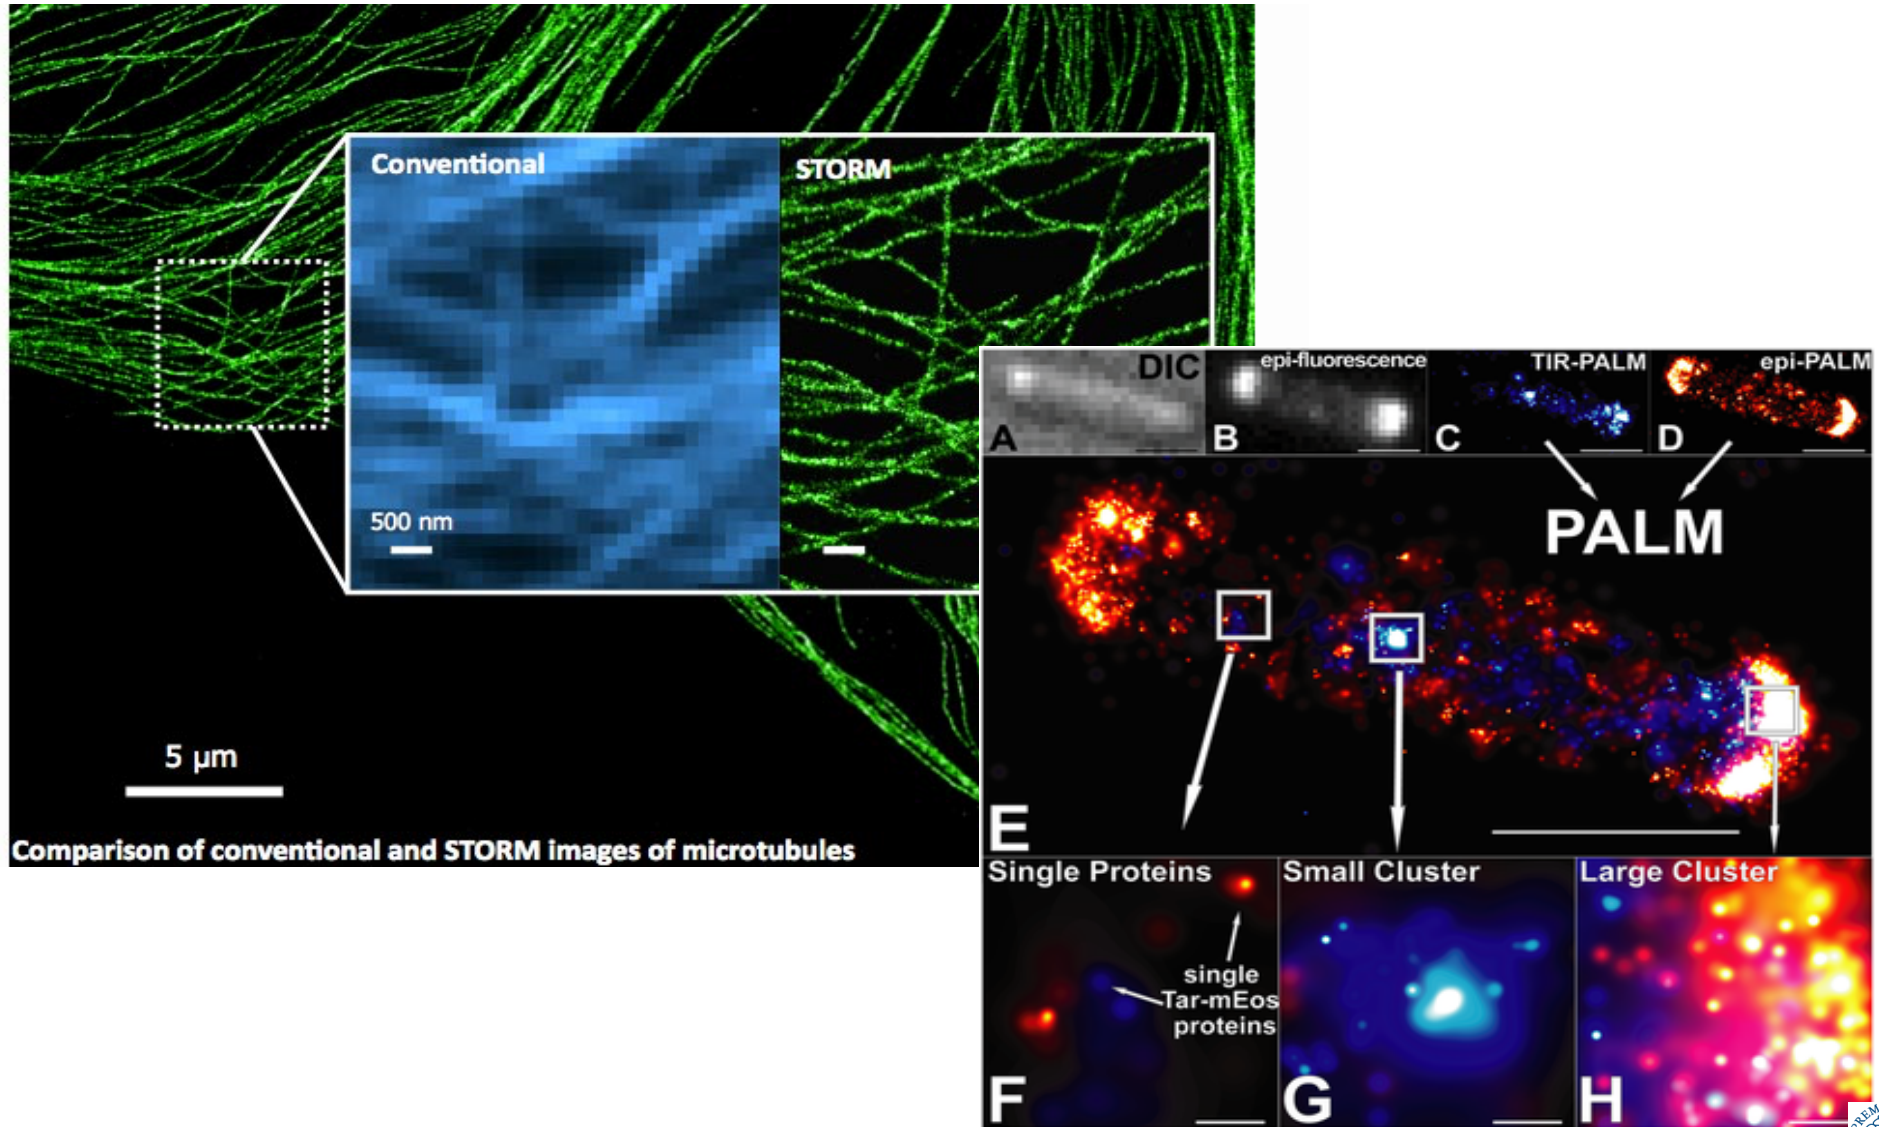 Conventional
STORM
500 nm
5 μm
Comparison of conventional and STORM images of microtubules
DIC
epi-fluorescence
TIR-PALM
epi-PALM
A
B
C
D
PALM
E
Single Proteins
Small Cluster
Large Cluster
single
Tar-mEos
proteins
F
G
H